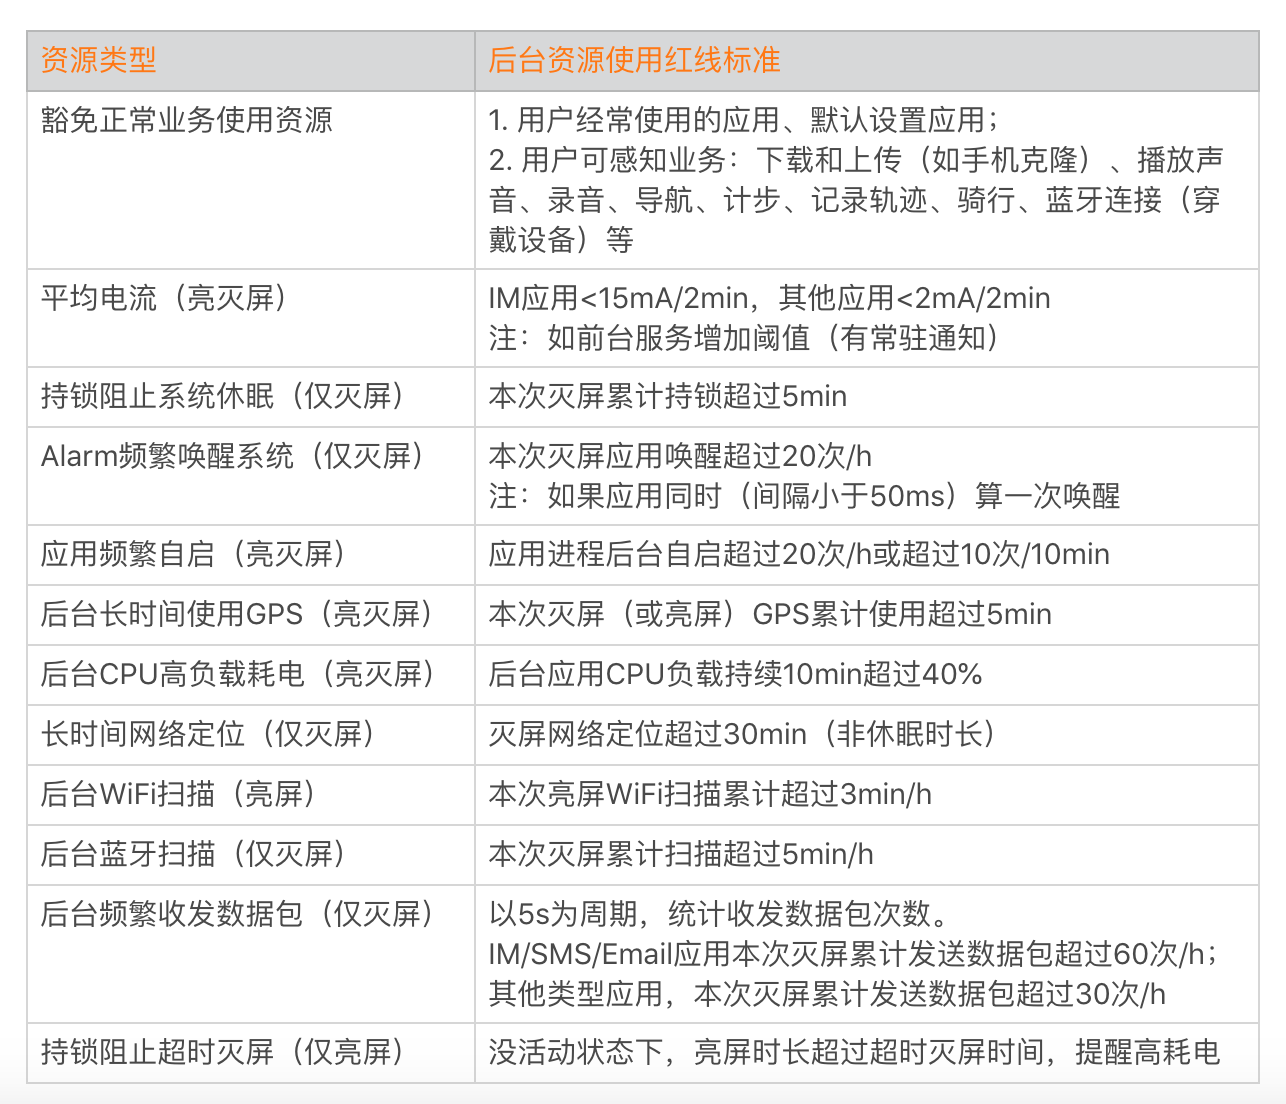 资源类型
后台资源使用红线标准
豁免正常业务使用资源
1. 用户经常使用的应用、默认设置应用；
2. 用户可感知业务：下载和上传（如手机克隆）、播放声
音、录音、导航、计步、记录轨迹、骑行、蓝牙连接（穿
戴设备）等
平均电流（亮灭屏）
IM应用<15mA/2min，其他应用<2mA/2min
注：如前台服务增加阈值（有常驻通知）
持锁阻止系统休眠（仅灭屏）
本次灭屏累计持锁超过5min
Alarm频繁唤醒系统（仅灭屏）
本次灭屏应用唤醒超过20次/h
注：如果应用同时（间隔小于50ms）算一次唤醒
应用频繁自启（亮灭屏）
应用进程后台自启超过20次/h或超过10次/10min
后台长时间使用GPS（亮灭屏）
本次灭屏（或亮屏）GPS累计使用超过5min
后台CPU高负载耗电（亮灭屏）
后台应用CPU负载持续10min超过40%
长时间网络定位（仅灭屏）
灭屏网络定位超过30min（非休眠时长）
后台WiFi扫描（亮屏）
本次亮屏WiFi扫描累计超过3min/h
后台蓝牙扫描（仅灭屏）
本次灭屏累计扫描超过5min/h
后台频繁收发数据包（仅灭屏）
以5s为周期，统计收发数据包次数。
IM/SMS/Email应用本次灭屏累计发送数据包超过60次/h；
其他类型应用，本次灭屏累计发送数据包超过30次/h
持锁阻止超时灭屏（仅亮屏）
没活动状态下，亮屏时长超过超时灭屏时间，提醒高耗电